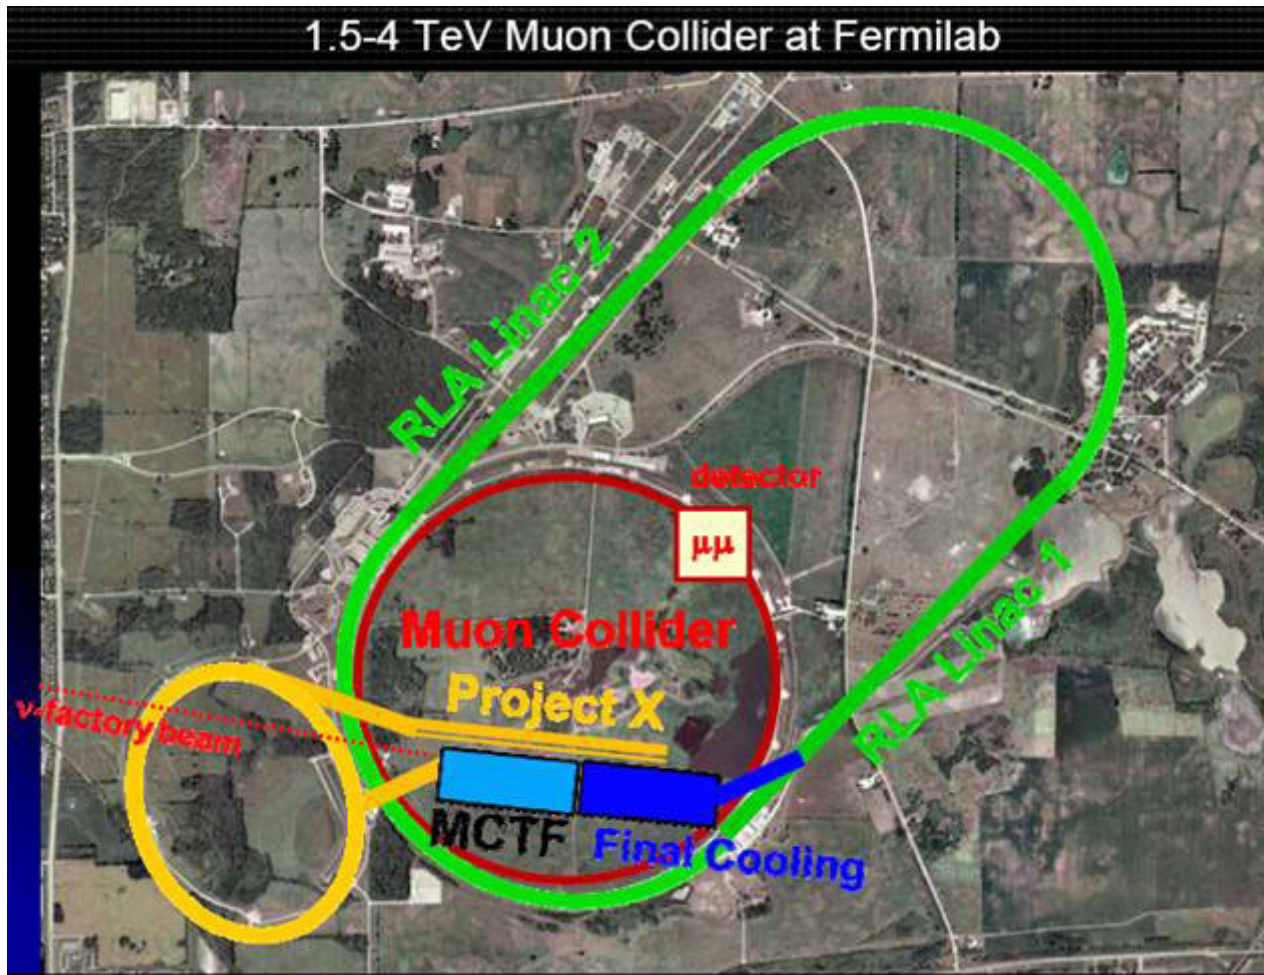 1.5-4 TeV Muon Collider at Fermilab
RLA Linac 2
detector
μμ
Muon Collider
RLA Linac 1
Project X
ν-factory beam
MCTF
Final Cooling